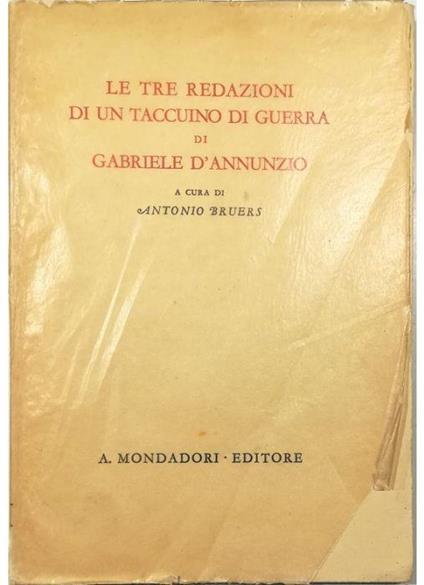 LE TRE REDAZIONI
DI UN TACCUINO DI GUERRA
DI
GABRIELE D'ANNUNZIO
A CURA DI
ANTONIO BRUERS
A. MONDADORI · EDITORE